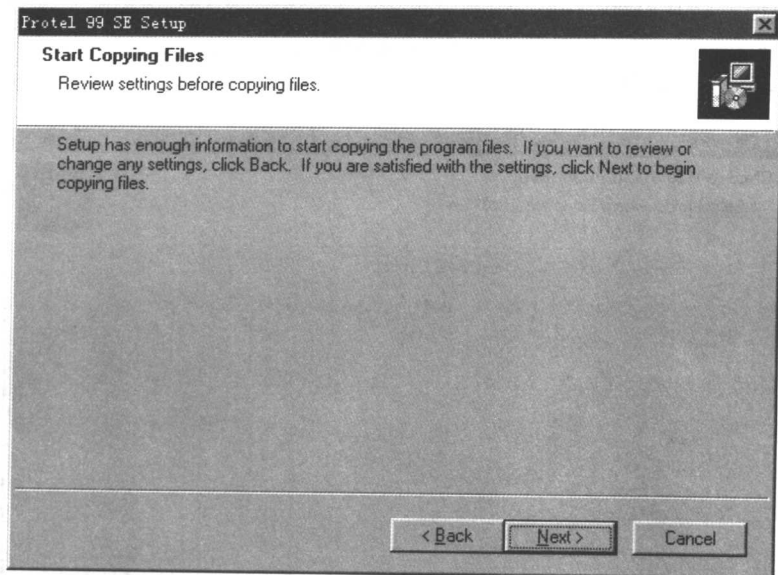 Protel 99 SE Setup
Start Copying Files
Review settings before copying files.
Setup has enough information to start copying the program files. If you want to review or
change any settings, click Back. If you are satisfied with the settings, click Next to begin
copying files.
< Back
Next >
Cancel